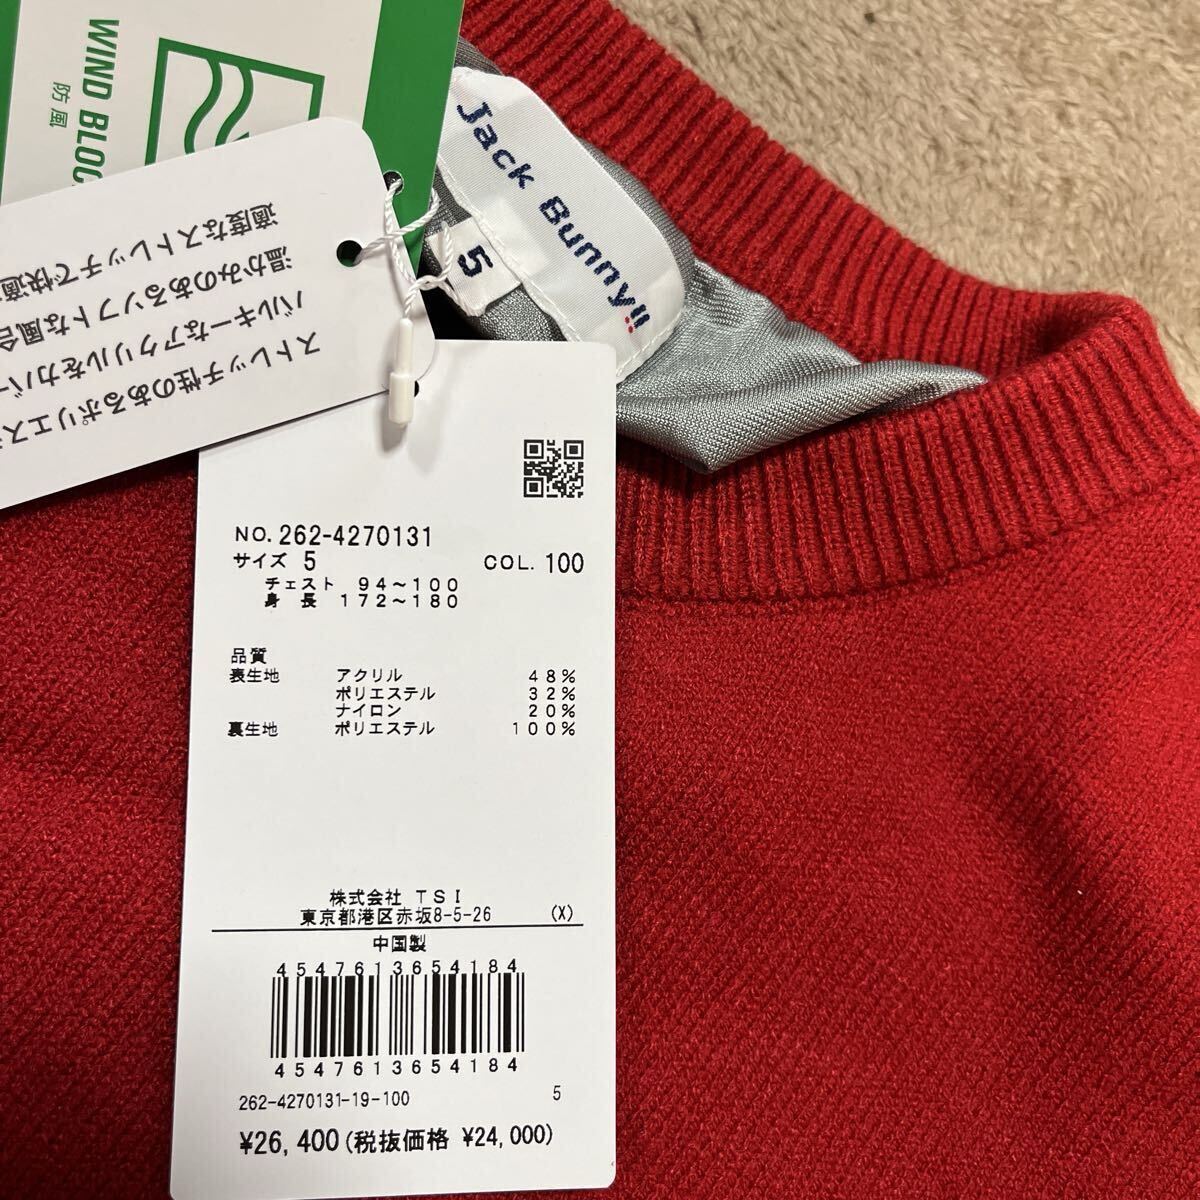 WIND BLOC
防風
Jack Bunny!!
5
ストレッチ性のあるポリエス
バルキーなアクリルをカバー
温かみのあるソフトな風合
適度なストレッチで快適
NO. 262-4270131
サイズ 5 COL. 100
チェスト 94～100
身長 172～180
品質
表生地 アクリル 48%
ポリエステル 32%
ナイロン 20%
裏生地 ポリエステル 100%
株式会社 TSI
東京都港区赤坂8-5-26 (X)
中国製
4547613654184
4547613654184
262-4270131-19-100 5
¥26,400(税抜価格 ¥24,000)